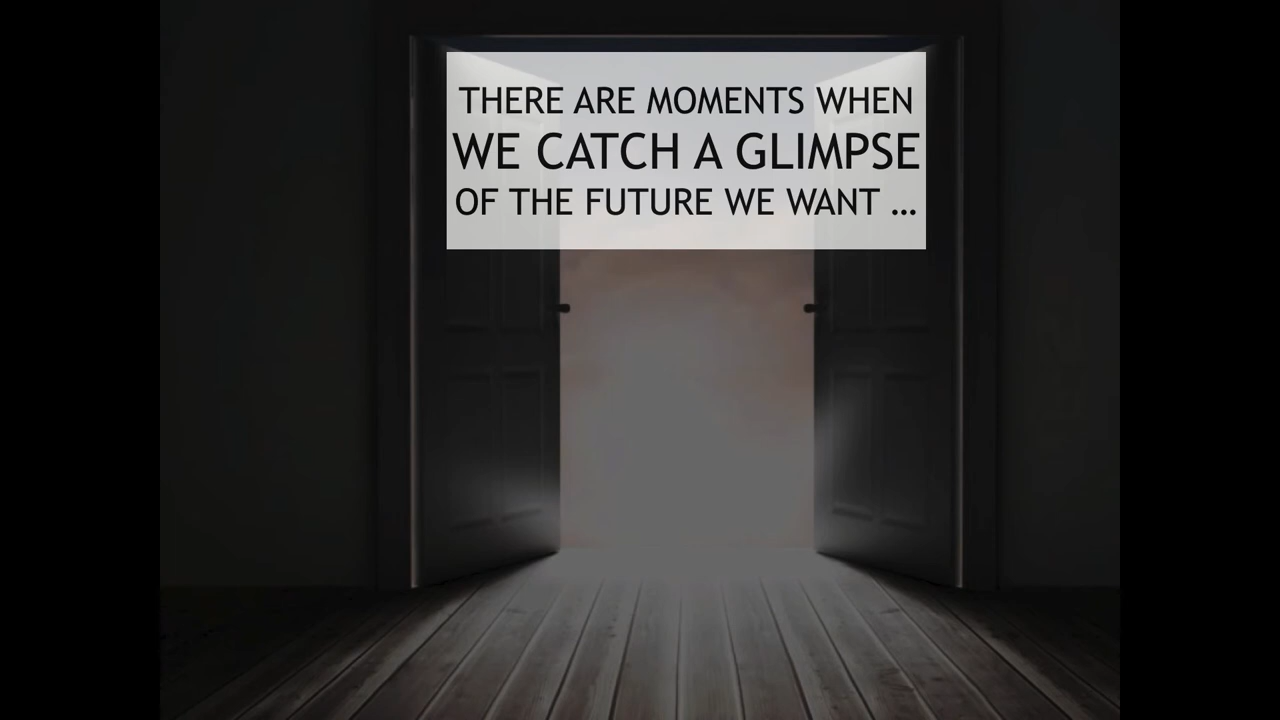 THERE ARE MOMENTS WHEN
WE CATCH A GLIMPSE
OF THE FUTURE WE WANT ...